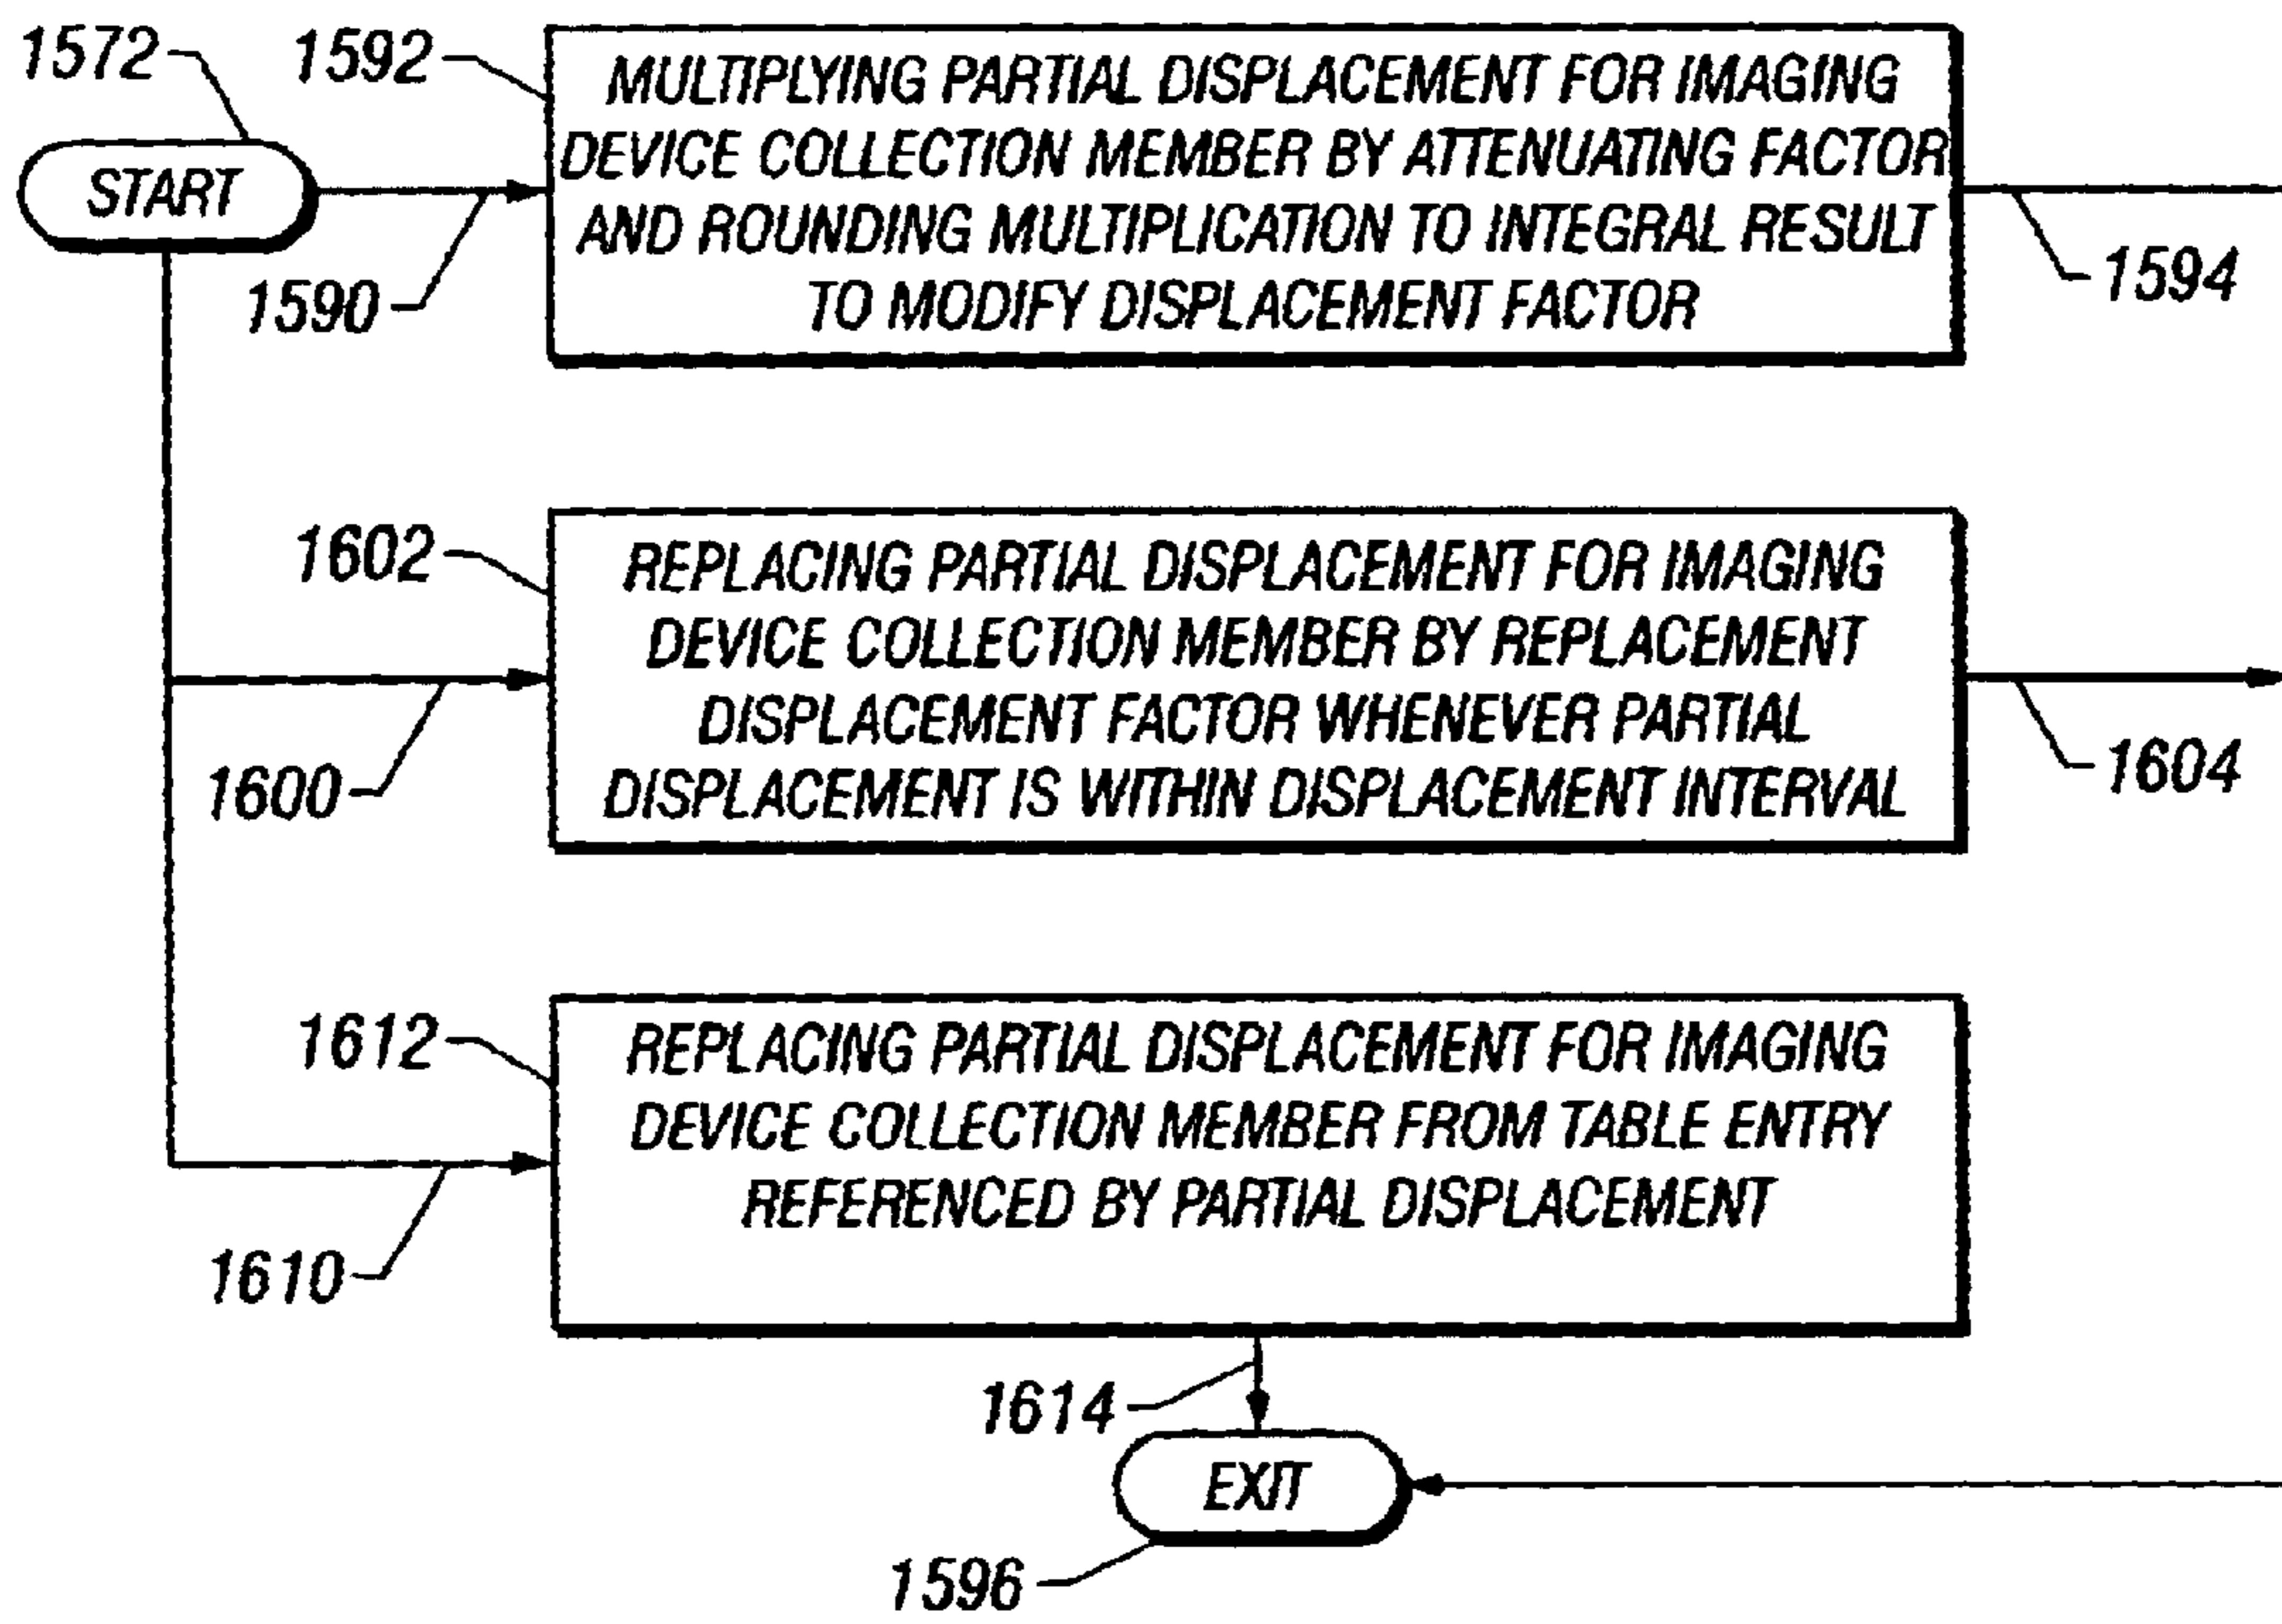 1572
1592
START
1590
MULTIPLYING PARTIAL DISPLACEMENT FOR IMAGING
DEVICE COLLECTION MEMBER BY ATTENUATING FACTOR
AND ROUNDING MULTIPLICATION TO INTEGRAL RESULT
TO MODIFY DISPLACEMENT FACTOR
1594
1602
REPLACING PARTIAL DISPLACEMENT FOR IMAGING
DEVICE COLLECTION MEMBER BY REPLACEMENT
DISPLACEMENT FACTOR WHENEVER PARTIAL
DISPLACEMENT IS WITHIN DISPLACEMENT INTERVAL
1600
1604
1612
REPLACING PARTIAL DISPLACEMENT FOR IMAGING
DEVICE COLLECTION MEMBER FROM TABLE ENTRY
REFERENCED BY PARTIAL DISPLACEMENT
1610
1614
EXIT
1596